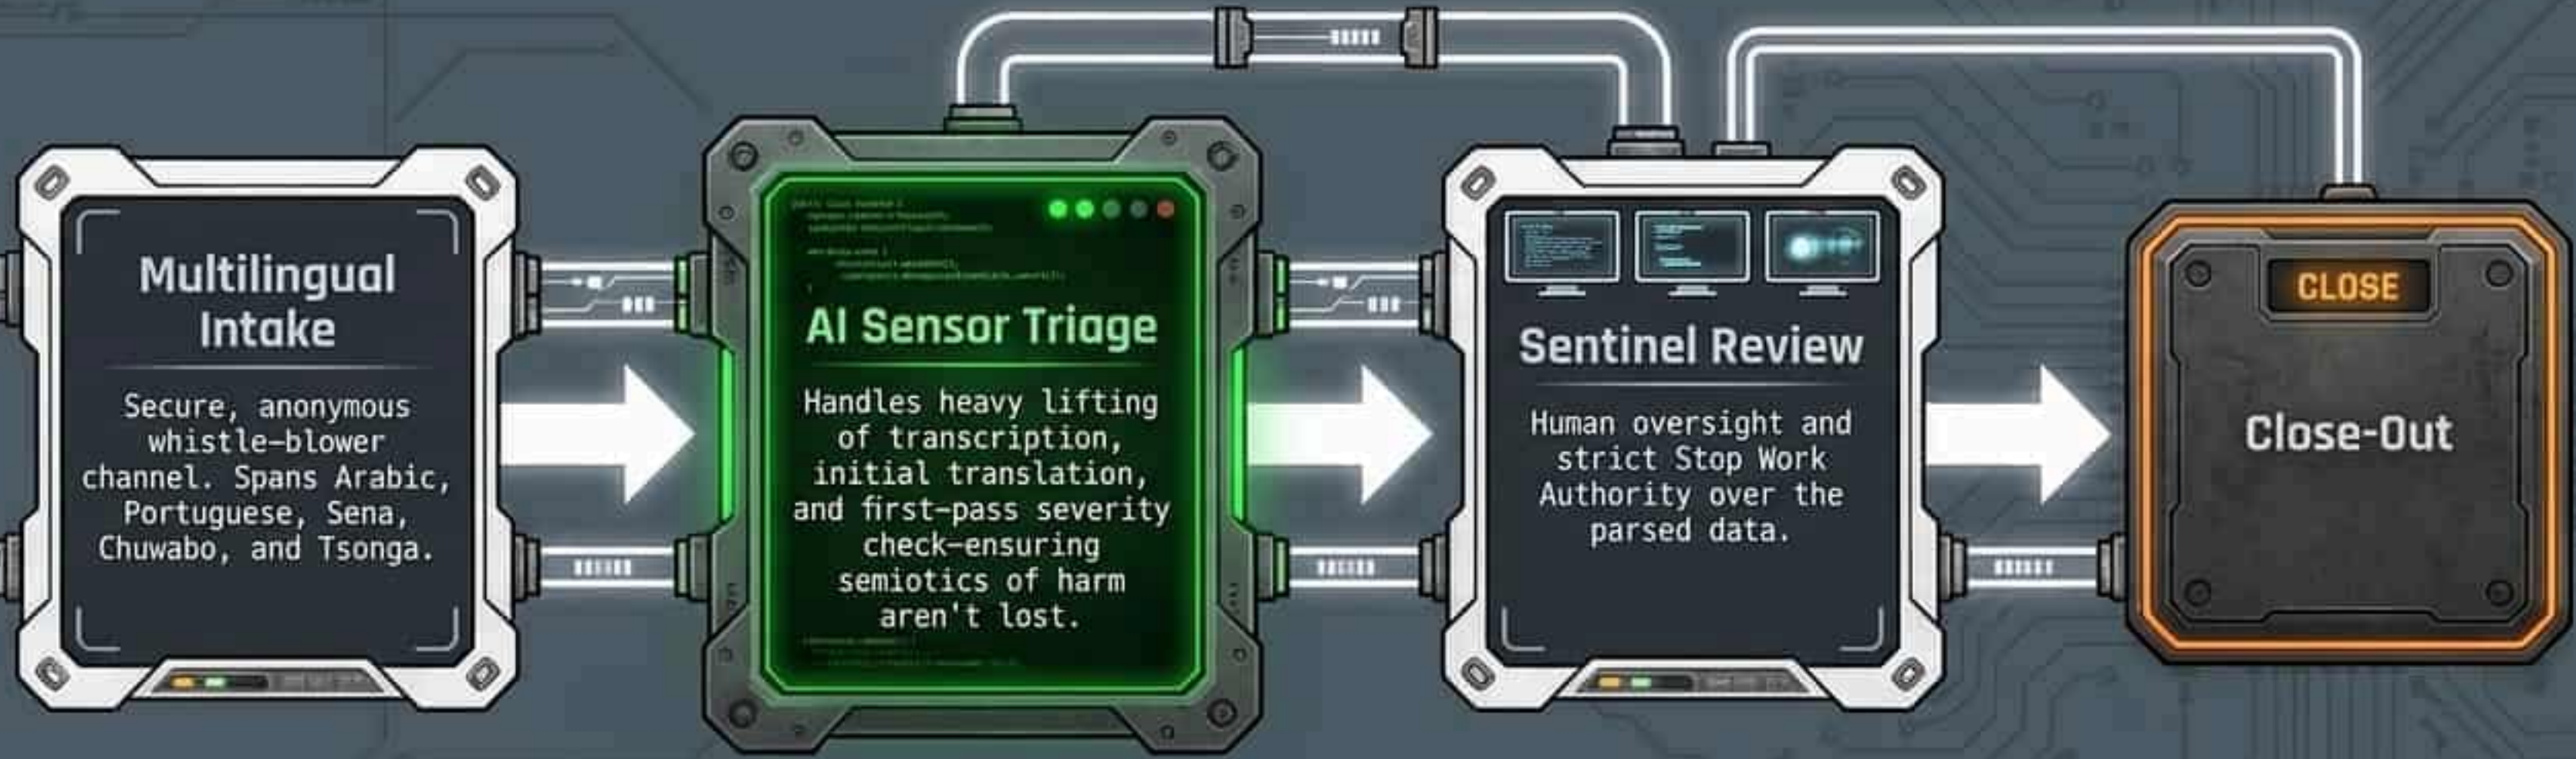 Multilingual
Intake
Secure, anonymous
whistle-blower
channel. Spans Arabic,
Portuguese, Sena,
Chuwabo, and Tsonga.
AI Sensor Triage
Handles heavy lifting
of transcription,
initial translation,
and first-pass severity
check-ensuring
semiotics of harm
aren't lost.
Sentinel Review
Human oversight and
strict Stop Work
Authority over the
parsed data.
CLOSE
Close-Out